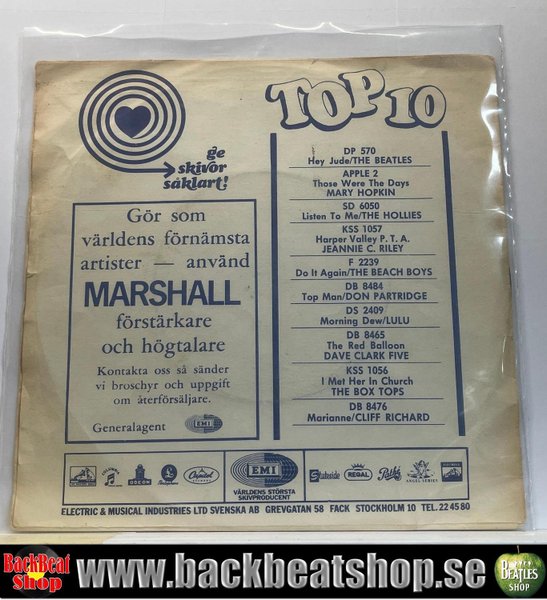 ge
skivor
såklart!
TOP 10
Gör som
världens förnämsta
artister — använd
MARSHALL
förstärkare
och högtalare
Kontakta oss så sänder
vi broschyr och uppgift
om återförsäljare.
Generalagent EMI
DP 570
Hey Jude/THE BEATLES
APPLE 2
Those Were The Days
MARY HOPKIN
SD 6050
Listen To Me/THE HOLLIES
KSS 1057
Harper Valley P. T. A.
JEANNIE C. RILEY
F 2239
Do It Again/THE BEACH BOYS
DB 8484
Top Man/DON PARTRIDGE
DS 2409
Morning Dew/LULU
DB 8465
The Red Balloon
DAVE CLARK FIVE
KSS 1056
I Met Her In Church
THE BOX TOPS
DB 8476
Marianne/CLIFF RICHARD
ODEON
Capitol
EMI
VÄRLDENS STÖRSTA
SKIVPRODUCENT
Stateside
REGAL
Pathé
ANGEL SERIES
ELECTRIC & MUSICAL INDUSTRIES LTD SVENSKA AB GREVGATAN 58 FACK STOCKHOLM 10 TEL. 22 45 80
BackBeat
Shop
www.backbeatshop.se
BEATLES
SHOP